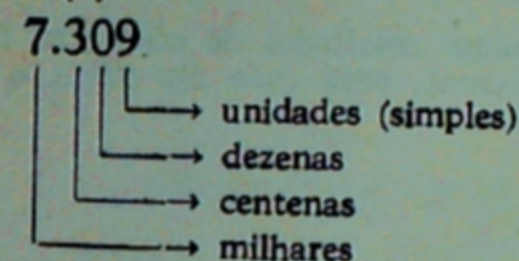 7.309
unidades (simples)
dezenas
centenas
milhares